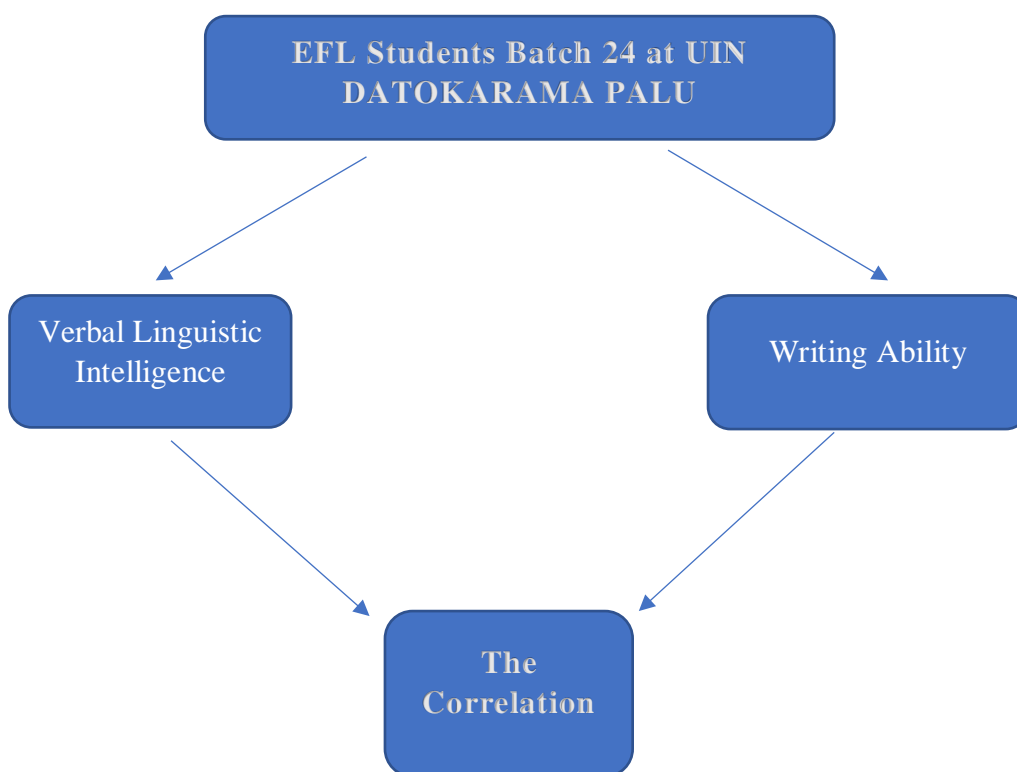 EFL Students Batch 24 at UIN
DATOKARAMA PALU
Verbal Linguistic
Intelligence
Writing Ability
The
Correlation